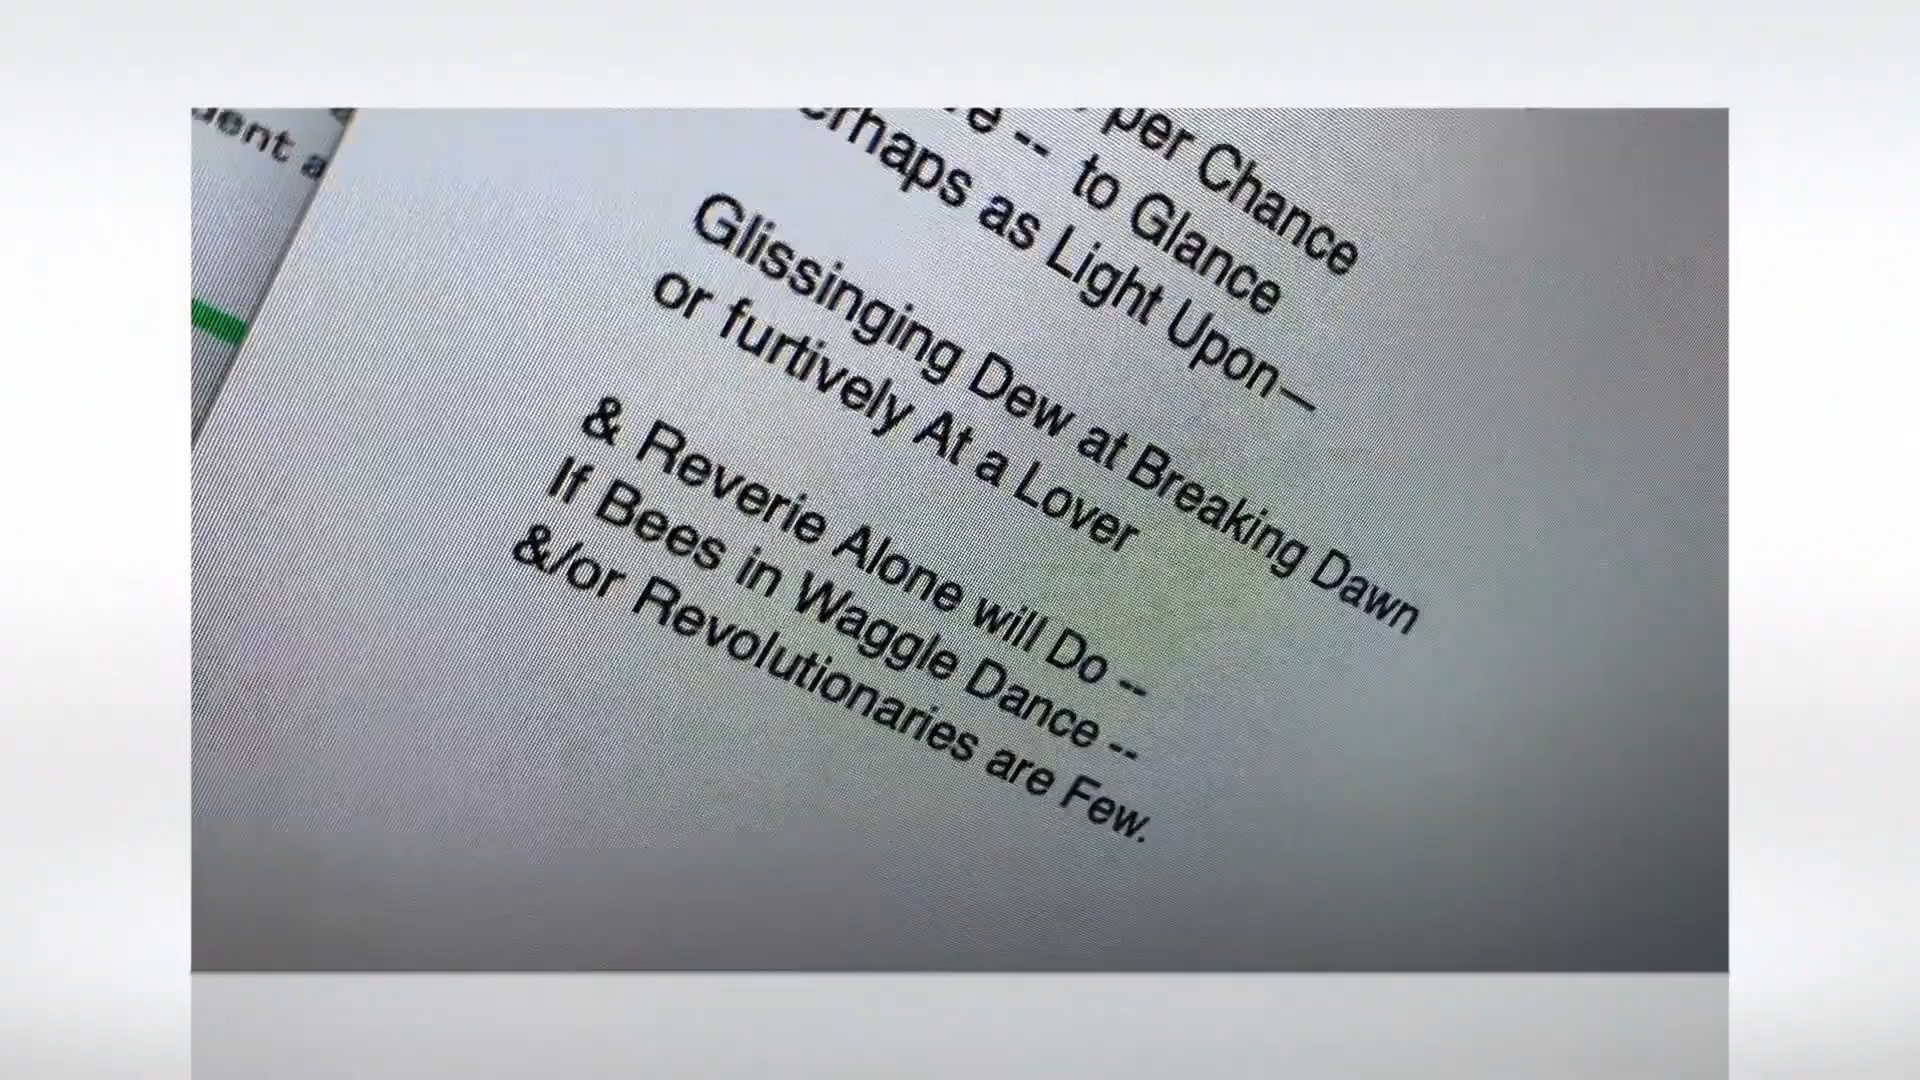 per Chance
-- to Glance
as Light Upon—
Glissinging Dew at Breaking Dawn
or furtively At a Lover
& Reverie Alone will Do --
If Bees in Waggle Dance --
&/or Revolutionaries are Few.